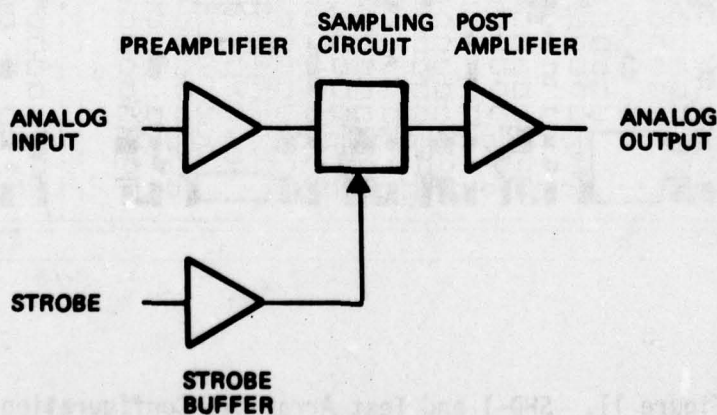 PREAMPLIFIER
SAMPLING
CIRCUIT
POST
AMPLIFIER
ANALOG
INPUT
ANALOG
OUTPUT
STROBE
STROBE
BUFFER